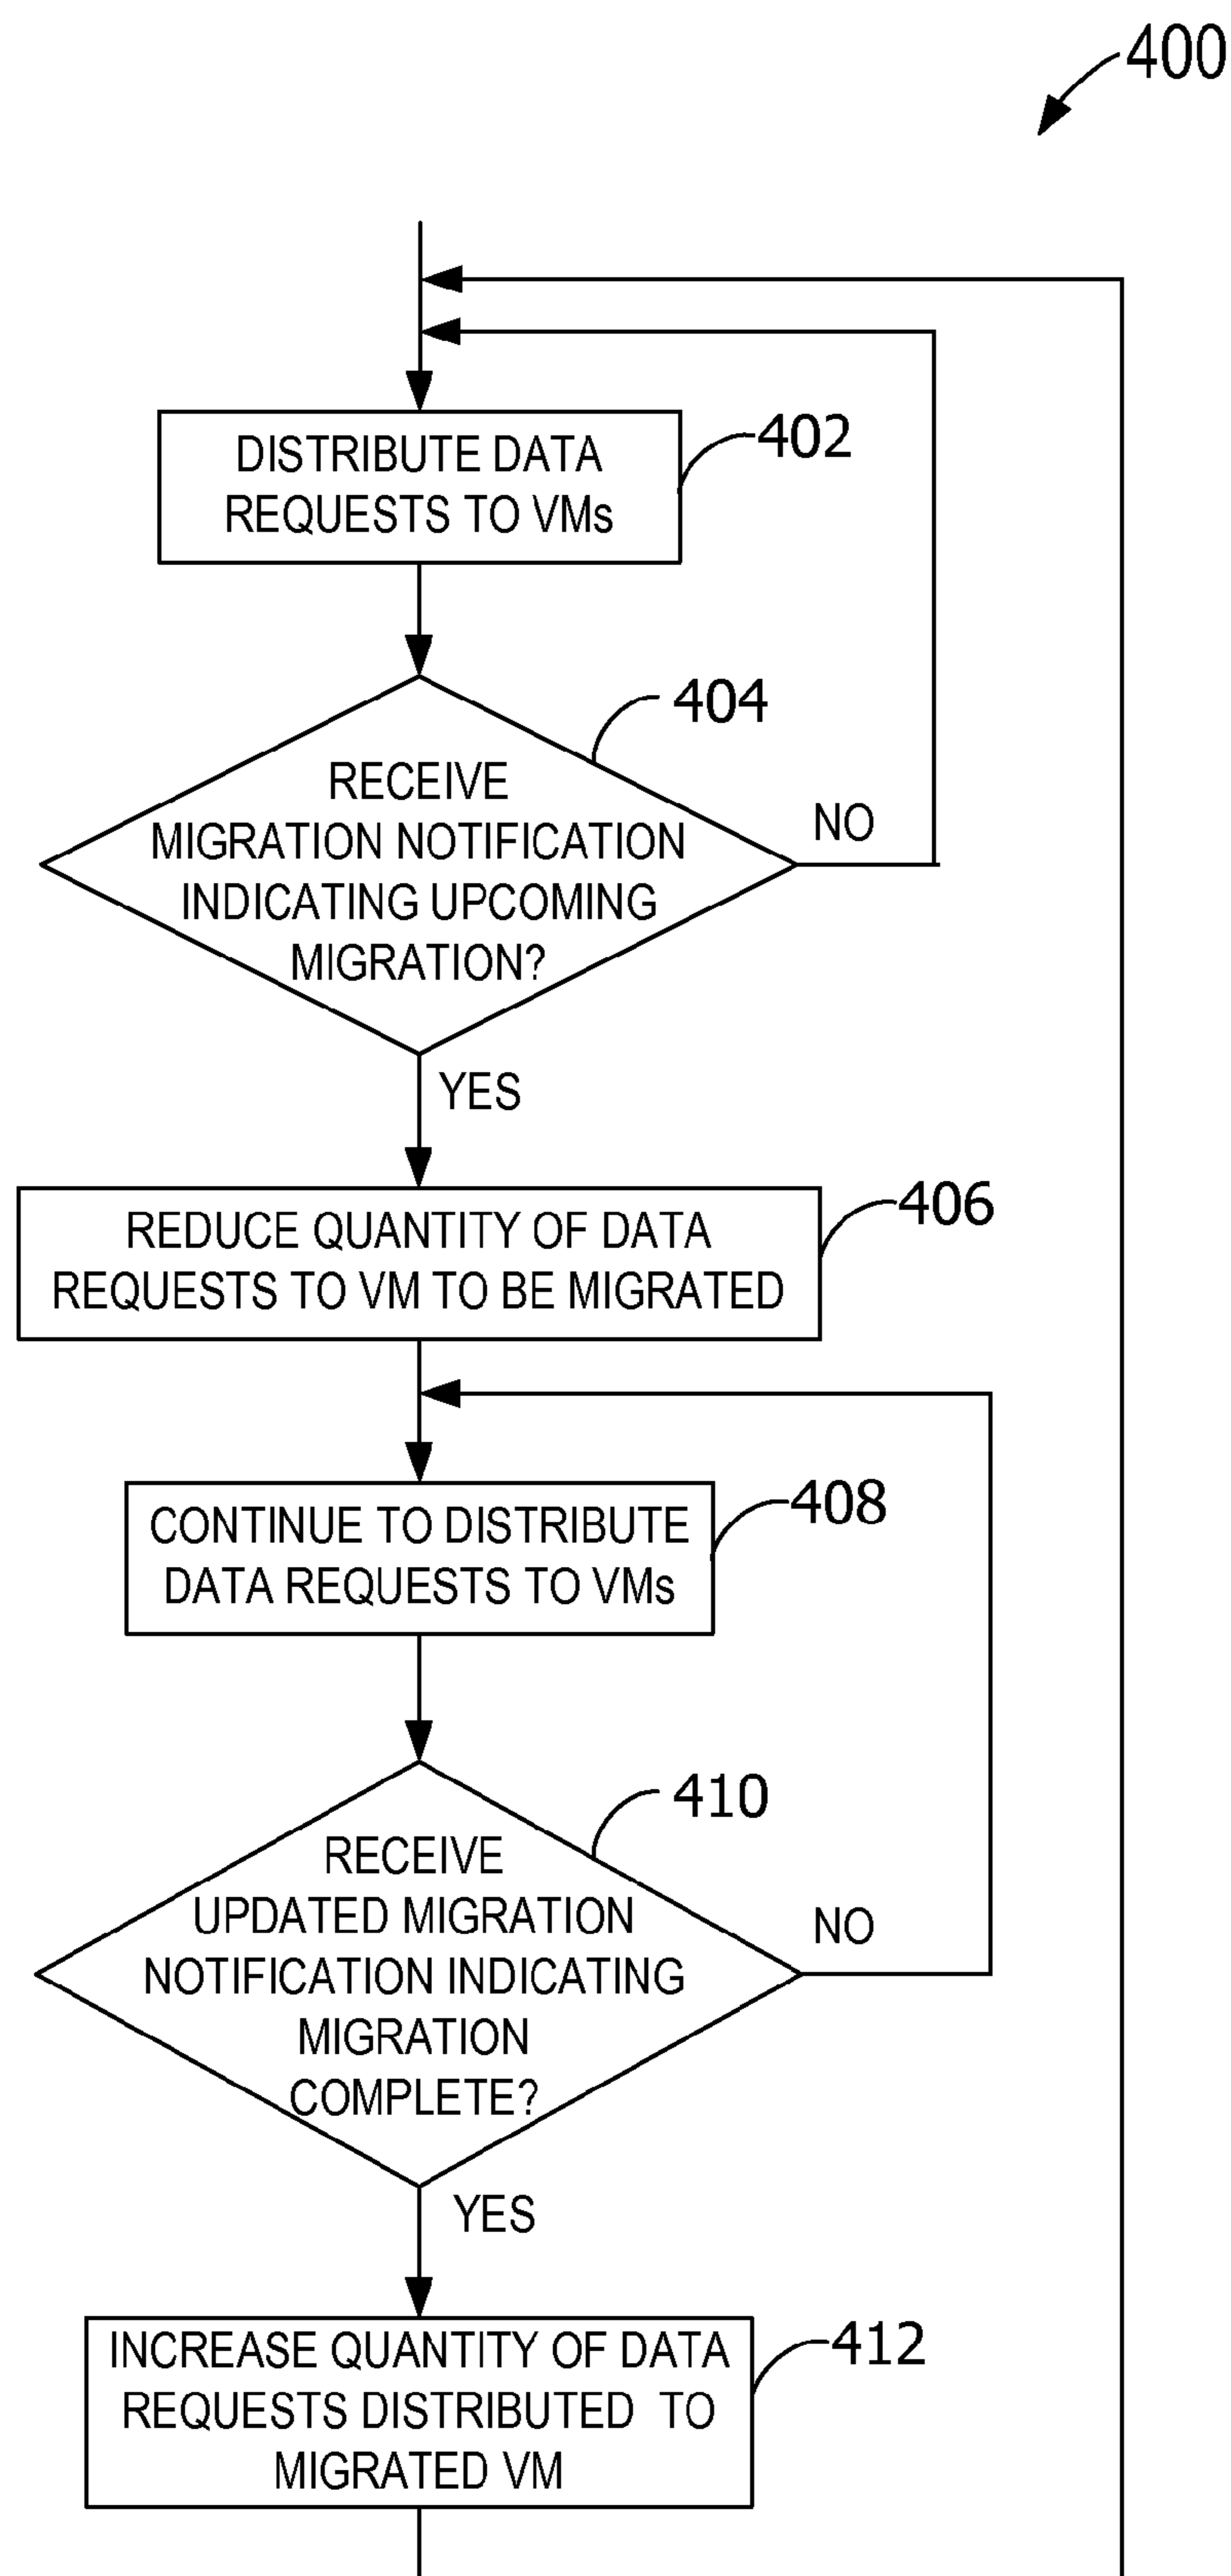 400
DISTRIBUTE DATA
REQUESTS TO VMs
402
404
RECEIVE
MIGRATION NOTIFICATION
INDICATING UPCOMING
MIGRATION?
NO
YES
REDUCE QUANTITY OF DATA
REQUESTS TO VM TO BE MIGRATED
406
CONTINUE TO DISTRIBUTE
DATA REQUESTS TO VMs
408
410
RECEIVE
UPDATED MIGRATION
NOTIFICATION INDICATING
MIGRATION
COMPLETE?
NO
YES
INCREASE QUANTITY OF DATA
REQUESTS DISTRIBUTED TO
MIGRATED VM
412